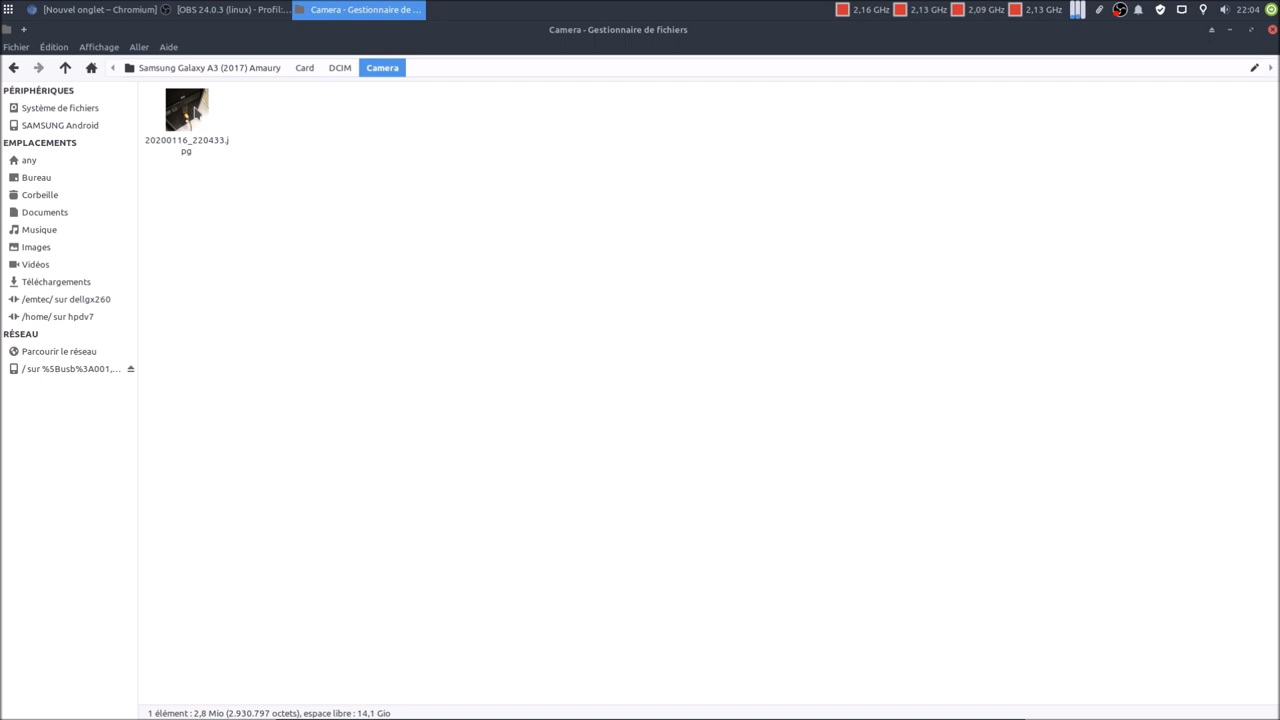 [Nouvel onglet – Chromium]
[OBS 24.0.3 (linux) - Profil:...
Camera - Gestionnaire de ...
2,16 GHz
2,13 GHz
2,09 GHz
2,13 GHz
22:04
Camera - Gestionnaire de fichiers
Fichier Édition Affichage Aller Aide
Samsung Galaxy A3 (2017) Amaury
Card
DCIM
Camera
PÉRIPHÉRIQUES
Système de fichiers
SAMSUNG Android
EMPLACEMENTS
any
Bureau
Corbeille
Documents
Musique
Images
Vidéos
Téléchargements
/emtec/ sur dellgx260
/home/ sur hpdv7
RÉSEAU
Parcourir le réseau
/ sur %5Busb%3A001,...
20200116_220433.j
pg
1 élément : 2,8 Mio (2.930.797 octets), espace libre : 14,1 Gio